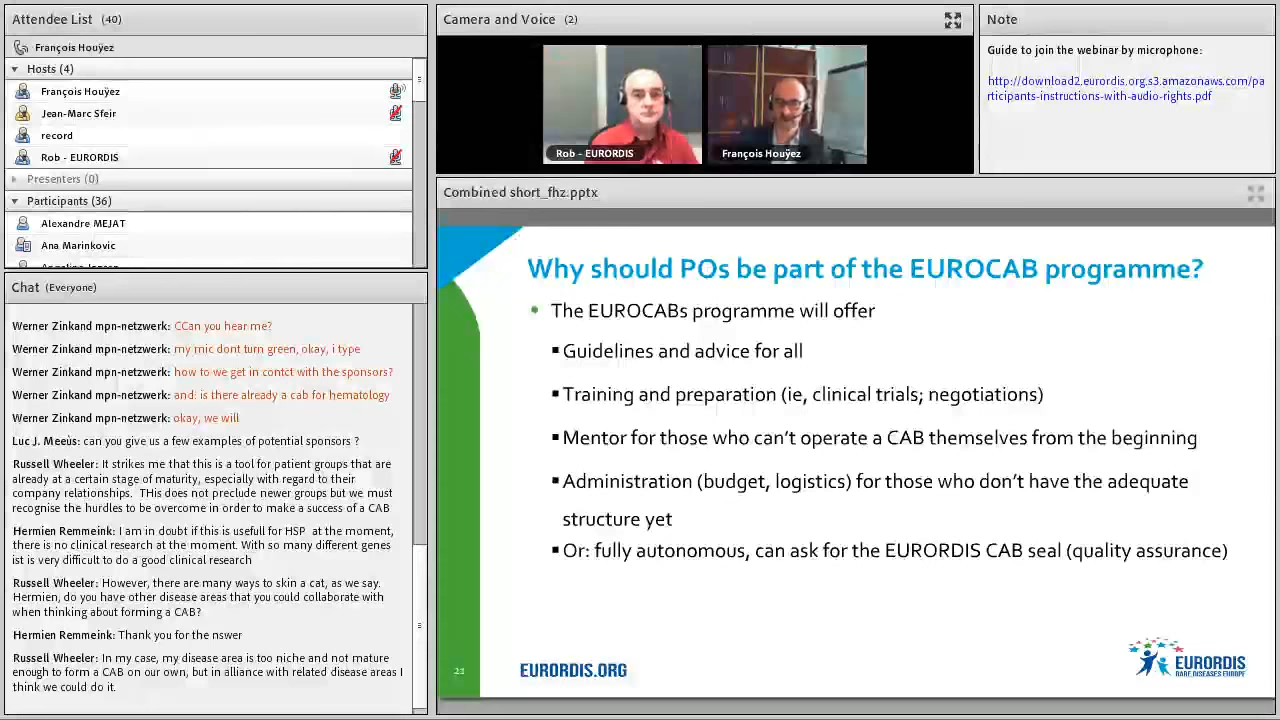 Attendee List (40)
François Houÿez
Hosts (4)
François Houÿez
Jean-Marc Sfeir
record
Rob - EURORDIS
Presenters (0)
Participants (36)
Alexandre MEJAT
Ana Marinkovic
Chat (Everyone)
Werner Zinkand mpn-netzwerk: CCan you hear me?
Werner Zinkand mpn-netzwerk: my mic dont turn green, okay, i type
Werner Zinkand mpn-netzwerk: how to we get in contct with the sponsors?
Werner Zinkand mpn-netzwerk: and: is there already a cab for hematology
Werner Zinkand mpn-netzwerk: okay, we will
Luc J. Meeùs: can you give us a few examples of potential sponsors ?
Russell Wheeler: It strikes me that this is a tool for patient groups that are
already at a certain stage of maturity, especially with regard to their
company relationships. This does not preclude newer groups but we must
recognise the hurdles to be overcome in order to make a success of a CAB
Hermien Remmeink: I am in doubt if this is usefull for HSP at the moment,
there is no clinical research at the moment. With so many different genes
ist is very difficult to do a good clinical research
Russell Wheeler: However, there are many ways to skin a cat, as we say.
Hermien, do you have other disease areas that you could collaborate with
when thinking about forming a CAB?
Hermien Remmeink: Thank you for the nswer
Russell Wheeler: In my case, my disease area is too niche and not mature
enough to form a CAB on our own, but in alliance with related disease areas I
think we could do it.
Camera and Voice (2)
Rob - EURORDIS
François Houÿez
Note
Guide to join the webinar by microphone:
http://download2.eurordis.org.s3.amazonaws.com/pa
rticipants-instructions-with-audio-rights.pdf
Combined short_fhz.pptx
Why should POs be part of the EUROCAB programme?
• The EUROCABs programme will offer
▪ Guidelines and advice for all
▪ Training and preparation (ie, clinical trials; negotiations)
▪ Mentor for those who can't operate a CAB themselves from the beginning
▪ Administration (budget, logistics) for those who don't have the adequate
structure yet
▪ Or: fully autonomous, can ask for the EURORDIS CAB seal (quality assurance)
EURORDIS.ORG
EURORDIS
RARE DISEASES EUROPE